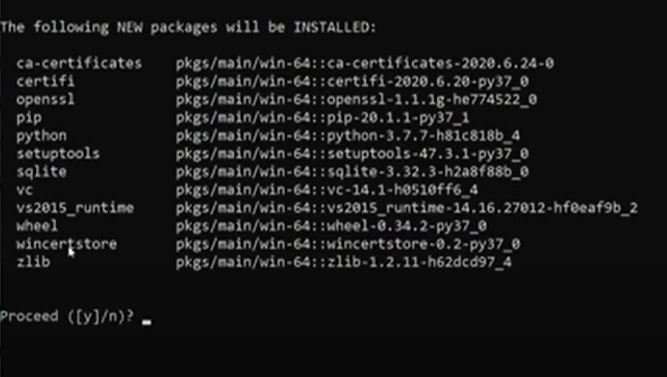 The following NEW packages will be INSTALLED:
ca-certificates pkgs/main/win-64::ca-certificates-2020.6.24-0
certifi pkgs/main/win-64::certifi-2020.6.20-py37_0
openssl pkgs/main/win-64::openssl-1.1.1g-he774522_0
pip pkgs/main/win-64::pip-20.1.1-py37_1
python pkgs/main/win-64::python-3.7.7-h81c818b_4
setuptools pkgs/main/win-64::setuptools-47.3.1-py37_0
sqlite pkgs/main/win-64::sqlite-3.32.3-h2a8f88b_0
vc pkgs/main/win-64::vc-14.1-h0510ff6_4
vs2015_runtime pkgs/main/win-64::vs2015_runtime-14.16.27012-hf0eaf9b_2
wheel pkgs/main/win-64::wheel-0.34.2-py37_0
wincertstore pkgs/main/win-64::wincertstore-0.2-py37_0
zlib pkgs/main/win-64::zlib-1.2.11-h62dcd97_4
Proceed ([y]/n)? _